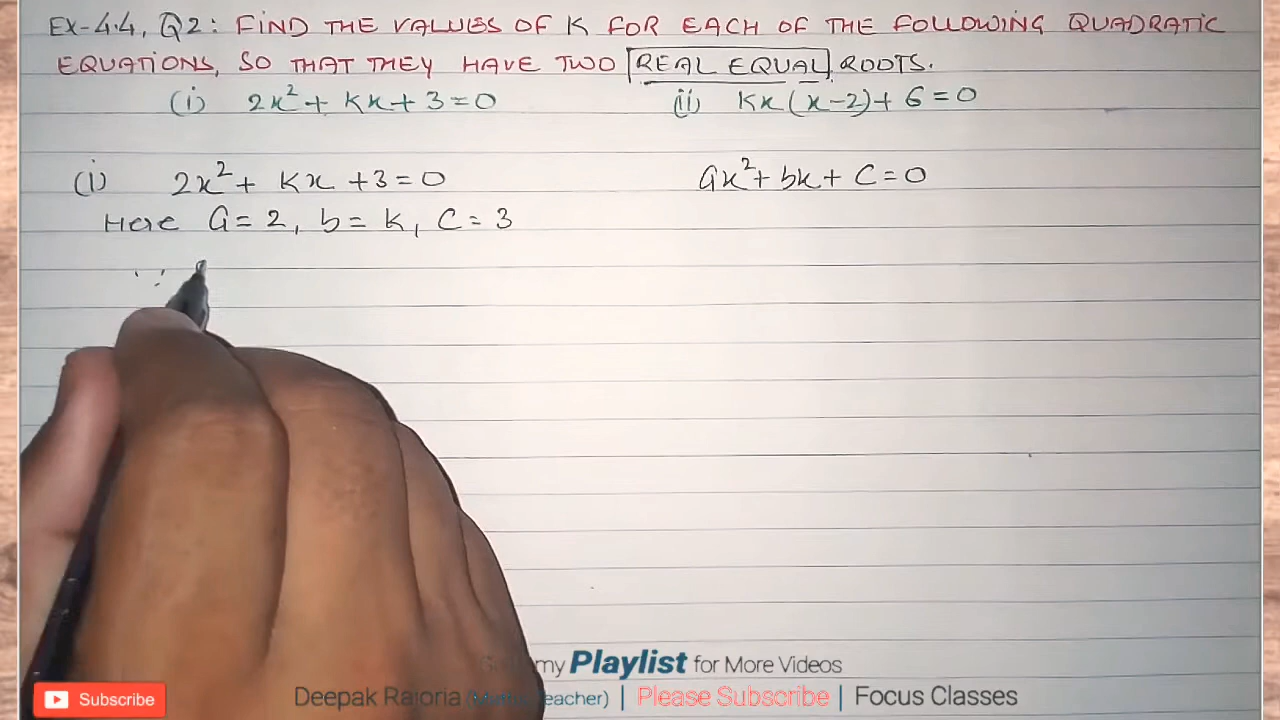 Ex-4.4, Q2: FIND THE VALUES OF K FOR EACH OF THE FOLLOWING QUADRATIC
EQUATIONS, SO THAT THEY HAVE TWO REAL EQUAL ROOTS.
(i) 2x²+ Kx+3=0 (ii) Kx(x-2)+6=0
(i) 2x²+ Kx +3=0 ax²+bx+c=0
Here a=2, b=k, c=3
∵
my Playlist for More Videos
Subscribe Deepak Rajoria (Maths Teacher) | Please Subscribe | Focus Classes